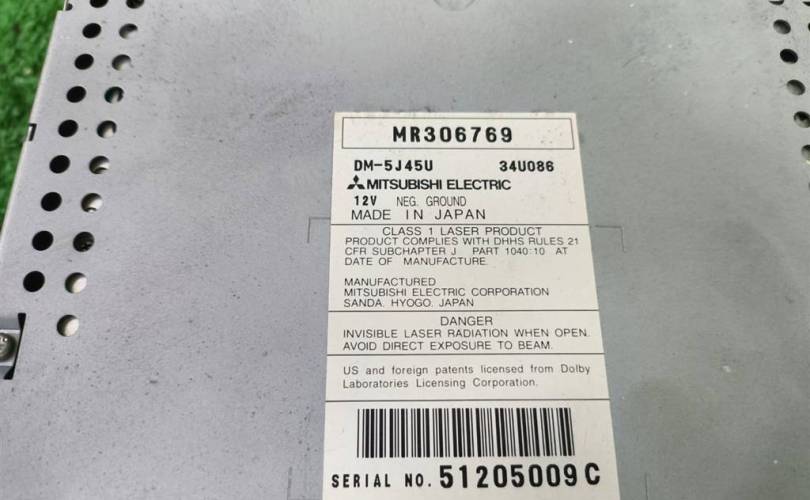 MR306769
DM-5J45U 34U086
MITSUBISHI ELECTRIC
12V NEG. GROUND
MADE IN JAPAN
CLASS 1 LASER PRODUCT
PRODUCT COMPLIES WITH DHHS RULES 21
CFR SUBCHAPTER J PART 1040:10 AT
DATE OF MANUFACTURE.
MANUFACTURED
MITSUBISHI ELECTRIC CORPORATION
SANDA. HYOGO. JAPAN
DANGER
INVISIBLE LASER RADIATION WHEN OPEN.
AVOID DIRECT EXPOSURE TO BEAM.
US and foreign patents licensed from Dolby
Laboratories Licensing Corporation.
SERIAL NO. 51205009C